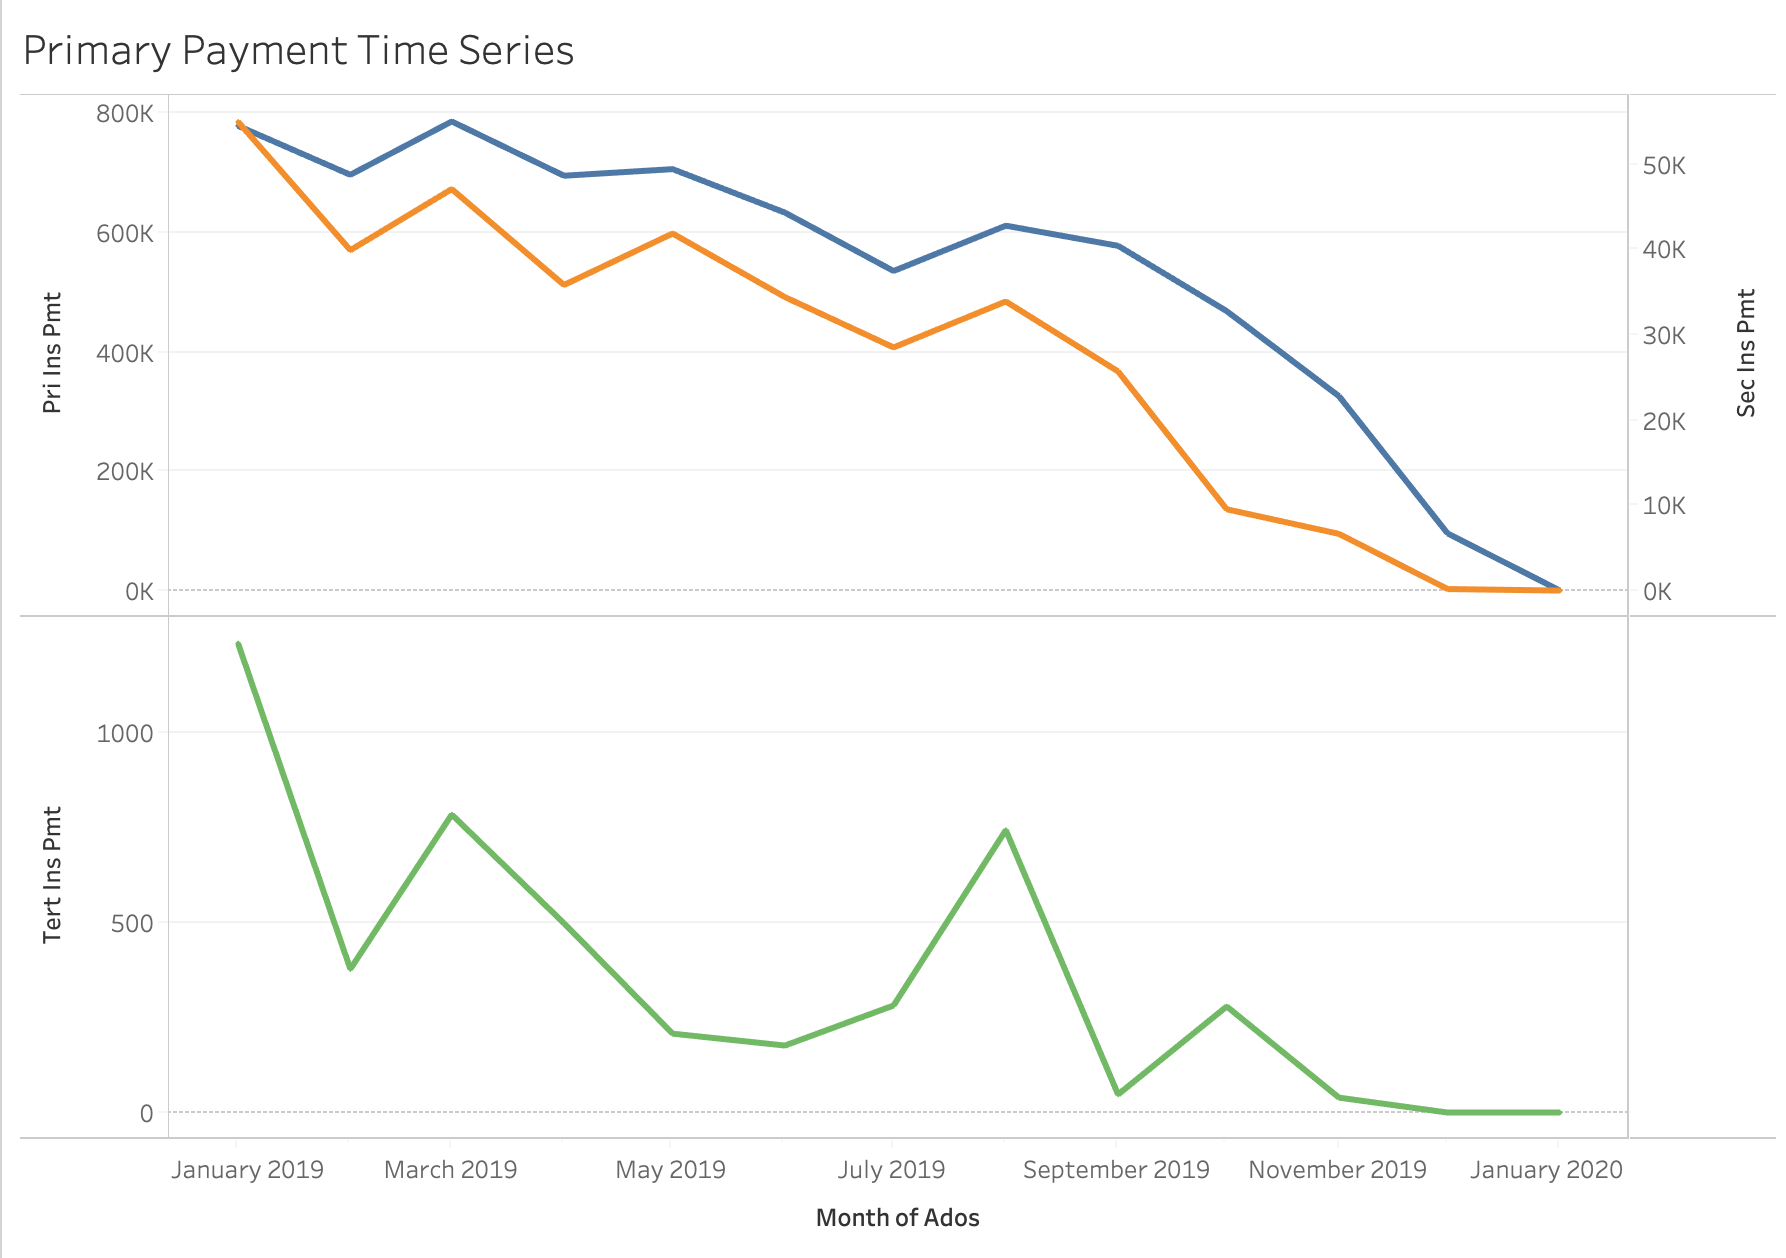 Primary Payment Time Series
800K
600K
400K
200K
0K
Pri Ins Pmt
50K
40K
30K
20K
10K
0K
Sec Ins Pmt
1000
500
0
Tert Ins Pmt
January 2019 March 2019 May 2019 July 2019 September 2019 November 2019 January 2020
Month of Ados